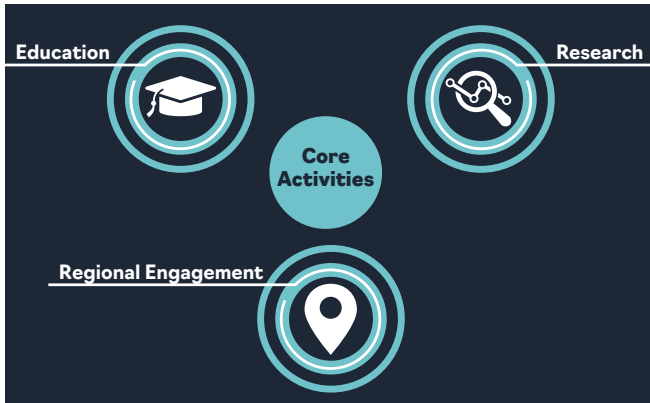 Education
Research
Core
Activities
Regional Engagement